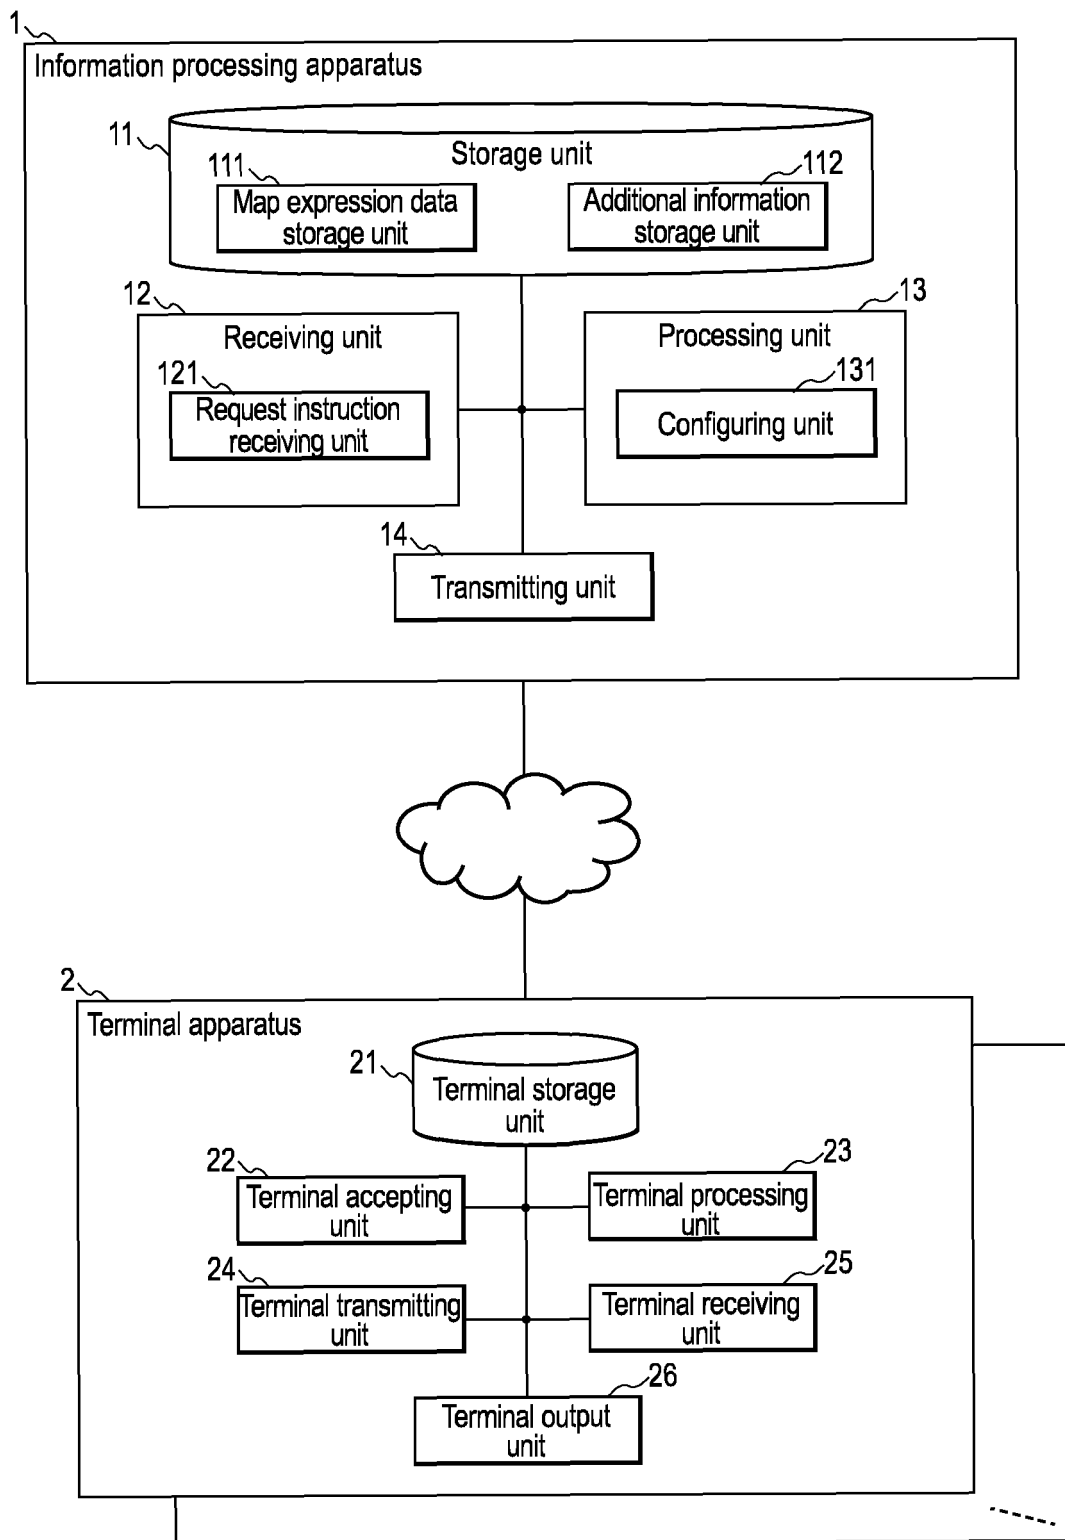 1
Information processing apparatus
11
Storage unit
111
112
Map expression data
storage unit
Additional information
storage unit
12
13
Receiving unit
Processing unit
121
131
Request instruction
receiving unit
Configuring unit
14
Transmitting unit
2
Terminal apparatus
21
Terminal storage
unit
22
23
Terminal accepting
unit
Terminal processing
unit
24
25
Terminal transmitting
unit
Terminal receiving
unit
26
Terminal output
unit